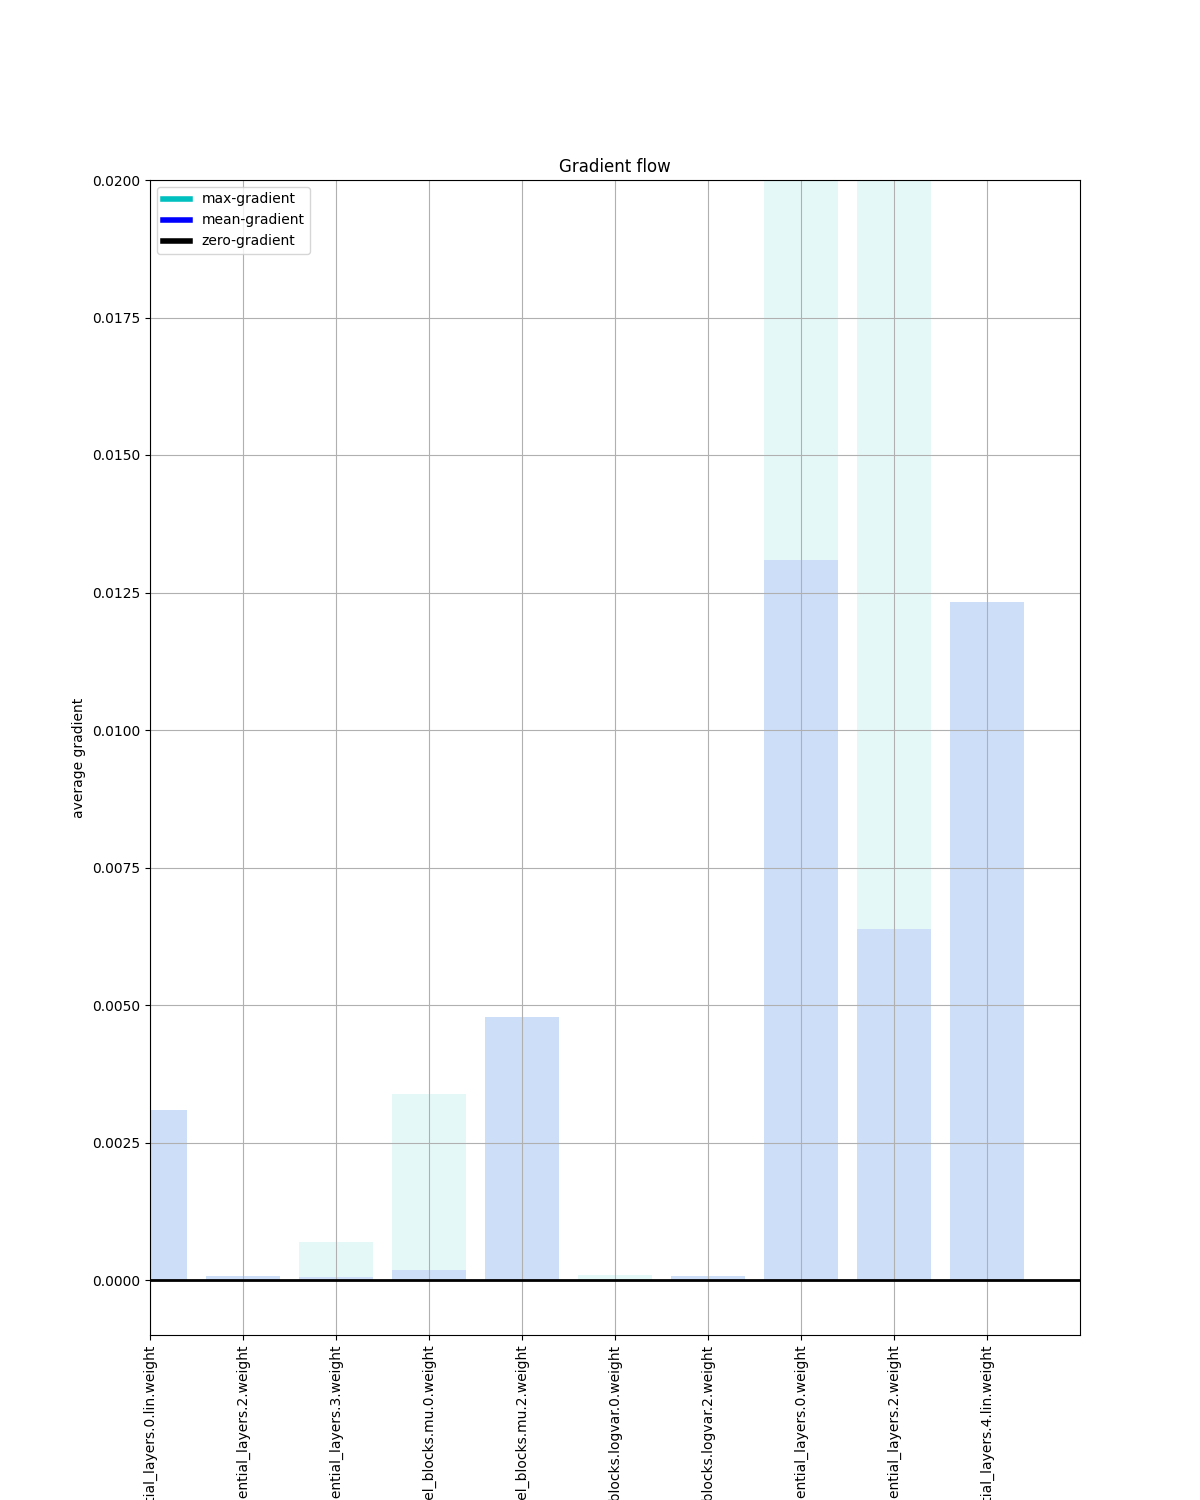 Gradient flow
max-gradient
mean-gradient
zero-gradient
0.0200
0.0175
0.0150
0.0125
0.0100
0.0075
0.0050
0.0025
0.0000
average gradient
tial_layers.0.lin.weight
ential_layers.2.weight
ential_layers.3.weight
el_blocks.mu.0.weight
el_blocks.mu.2.weight
blocks.logvar.0.weight
blocks.logvar.2.weight
ential_layers.0.weight
ential_layers.2.weight
tial_layers.4.lin.weight